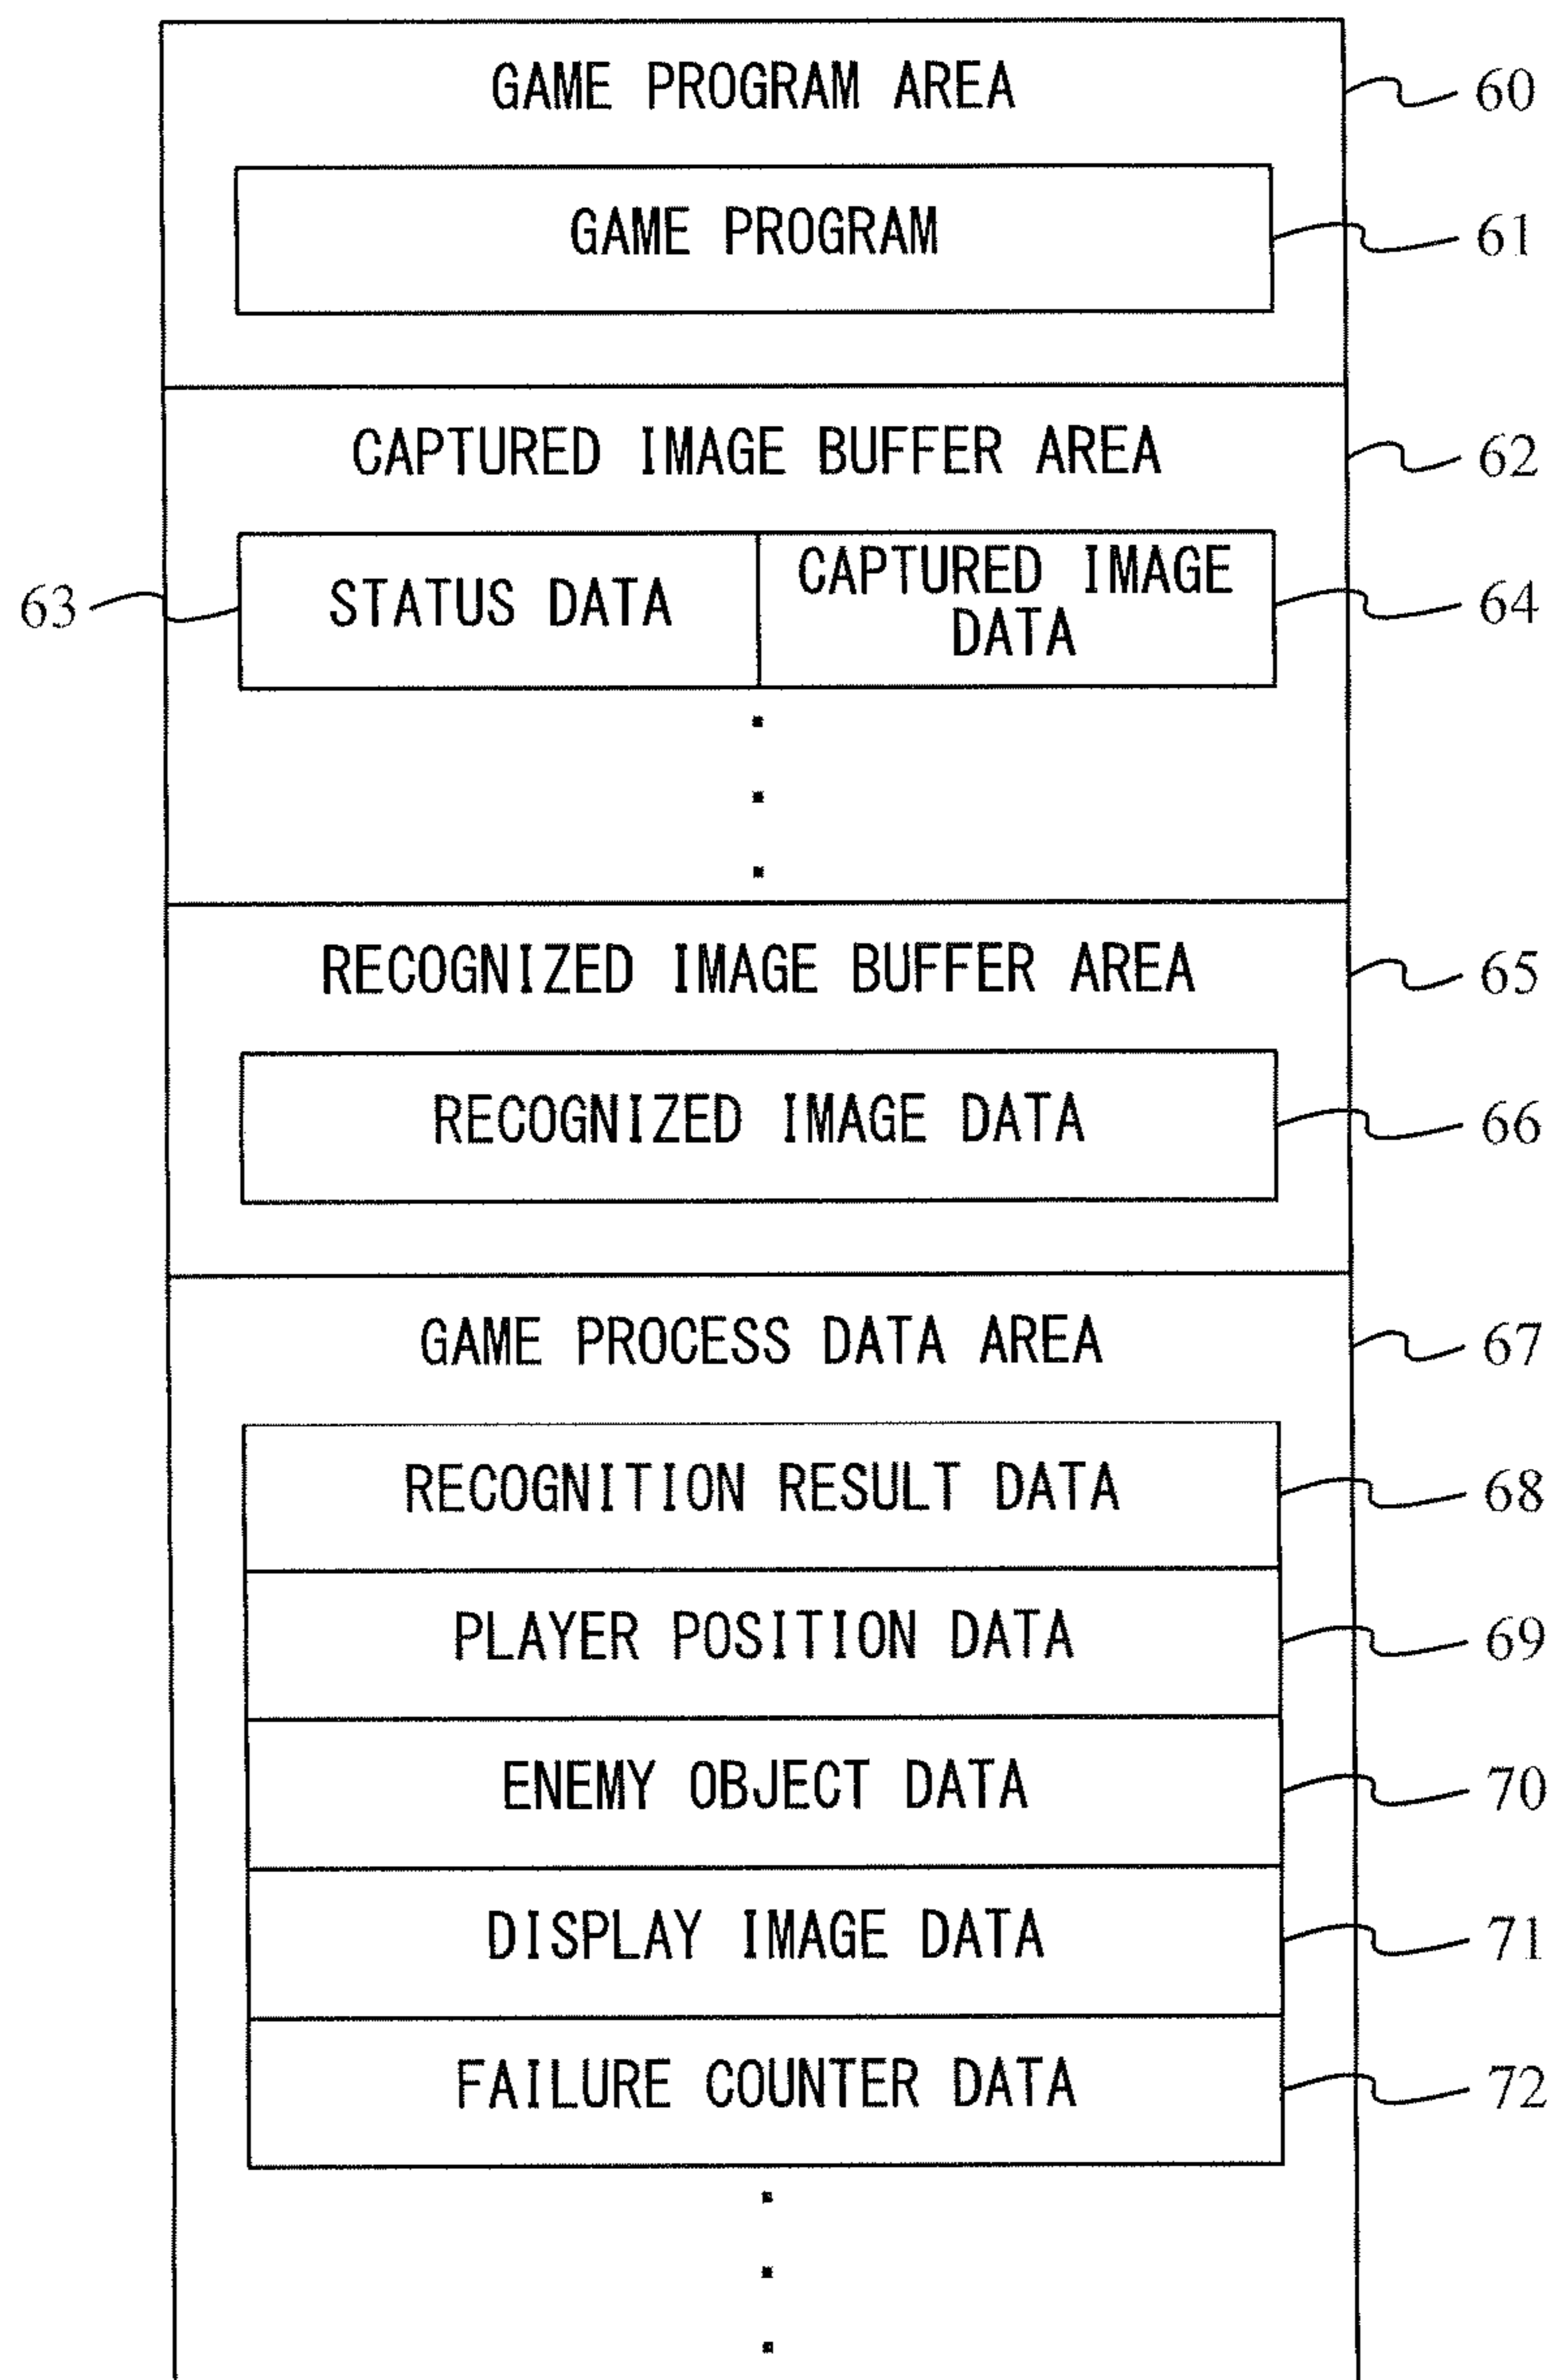 GAME PROGRAM AREA
60
GAME PROGRAM
61
CAPTURED IMAGE BUFFER AREA
62
63
STATUS DATA
CAPTURED IMAGE
DATA
64
RECOGNIZED IMAGE BUFFER AREA
65
RECOGNIZED IMAGE DATA
66
GAME PROCESS DATA AREA
67
RECOGNITION RESULT DATA
68
PLAYER POSITION DATA
69
ENEMY OBJECT DATA
70
DISPLAY IMAGE DATA
71
FAILURE COUNTER DATA
72